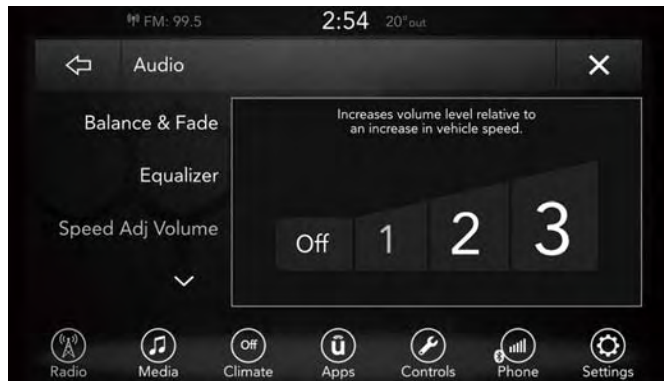 FM: 99.5
2:54
20° out
Audio
Balance & Fade
Equalizer
Speed Adj Volume
Increases volume level relative to
an increase in vehicle speed.
Off 1 2 3
Radio
Media
Off
Climate
ū
Apps
Controls
Phone
Settings